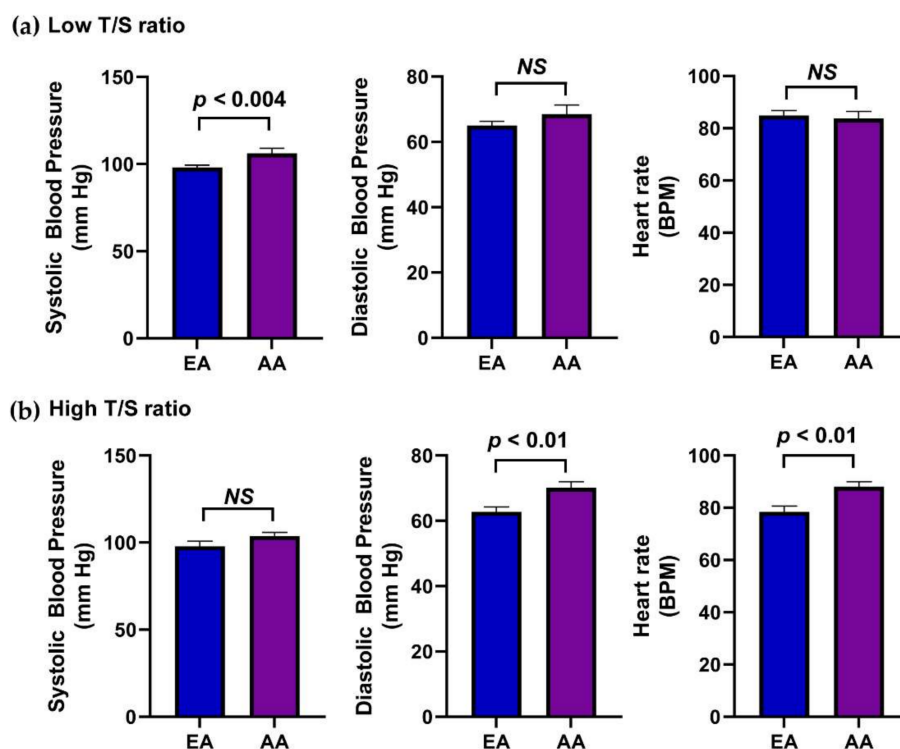 (a) Low T/S ratio
Systolic Blood Pressure
(mm Hg)
150
100
50
0
p < 0.004
EA AA
Diastolic Blood Pressure
(mm Hg)
80
60
40
20
0
NS
EA AA
Heart rate
(BPM)
100
80
60
40
20
0
NS
EA AA
(b) High T/S ratio
Systolic Blood Pressure
(mm Hg)
150
100
50
0
NS
EA AA
Diastolic Blood Pressure
(mm Hg)
80
60
40
20
0
p < 0.01
EA AA
Heart rate
(BPM)
100
80
60
40
20
0
p < 0.01
EA AA